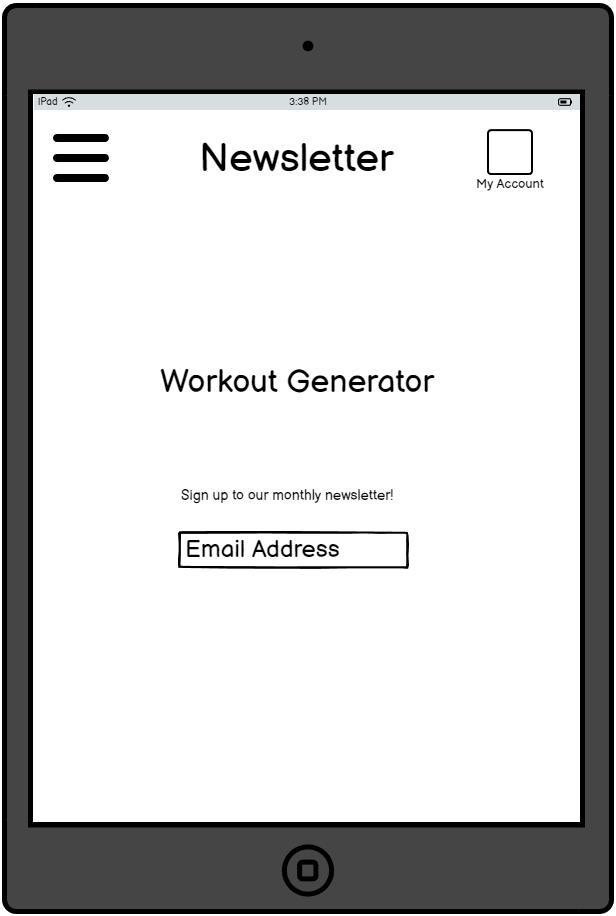 iPad 3:38 PM
Newsletter
My Account
Workout Generator
Sign up to our monthly newsletter!
Email Address